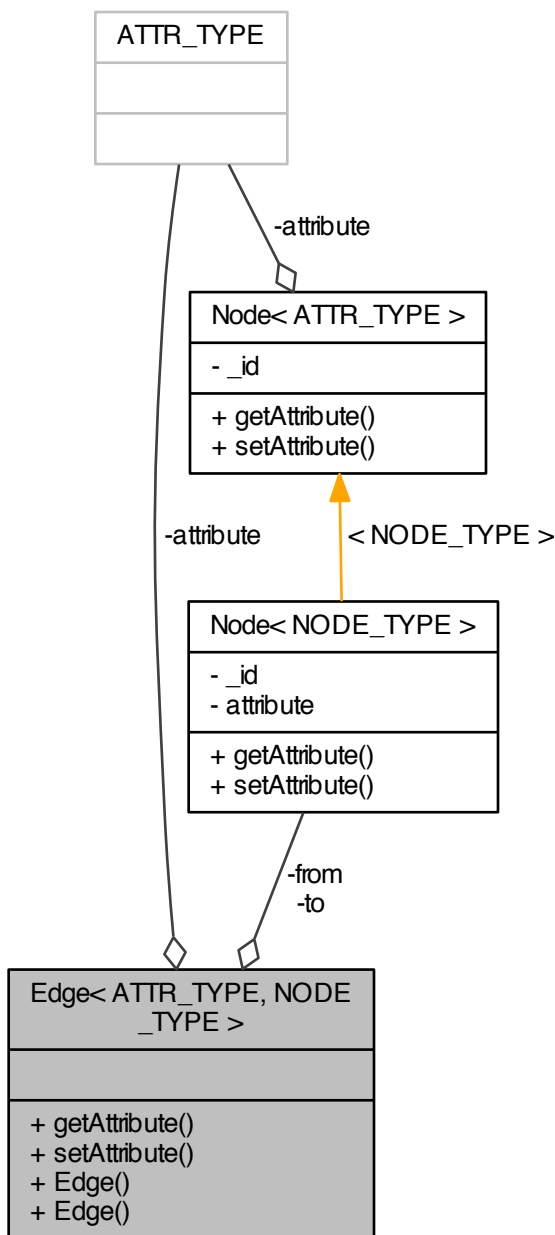 ATTR_TYPE
-attribute
Node< ATTR_TYPE >
- _id
+ getAttribute()
+ setAttribute()
-attribute
< NODE_TYPE >
Node< NODE_TYPE >
- _id
- attribute
+ getAttribute()
+ setAttribute()
-from
-to
Edge< ATTR_TYPE, NODE
_TYPE >
+ getAttribute()
+ setAttribute()
+ Edge()
+ Edge()